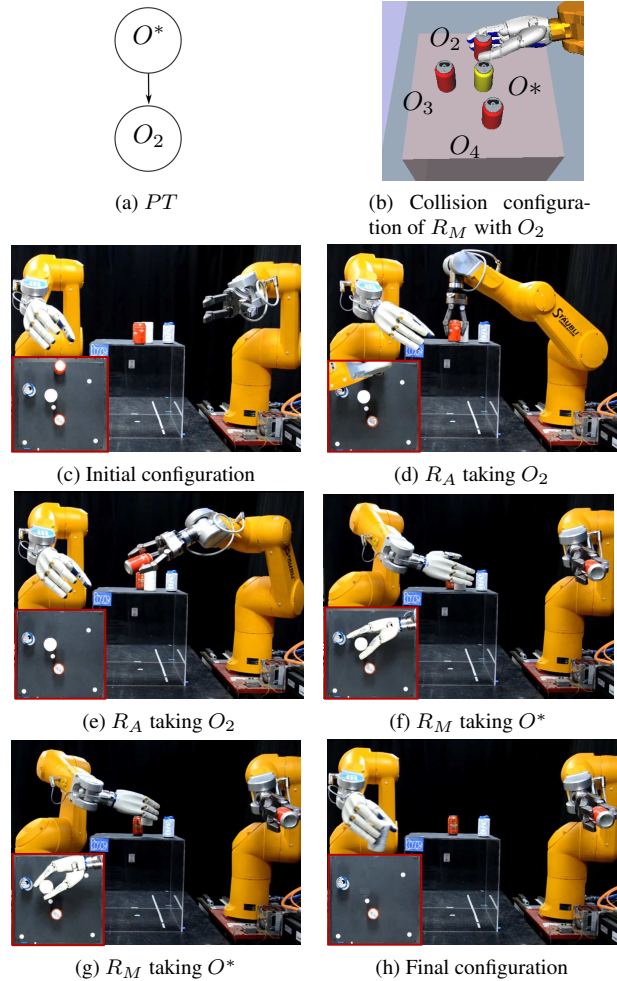 O*
O₂
(a) PT
O₂
O₃
O*
O₄
(b) Collision configura-
tion of R_M with O₂
(c) Initial configuration
STÄUBLI
(d) R_A taking O₂
(e) R_A taking O₂
(f) R_M taking O*
(g) R_M taking O*
(h) Final configuration